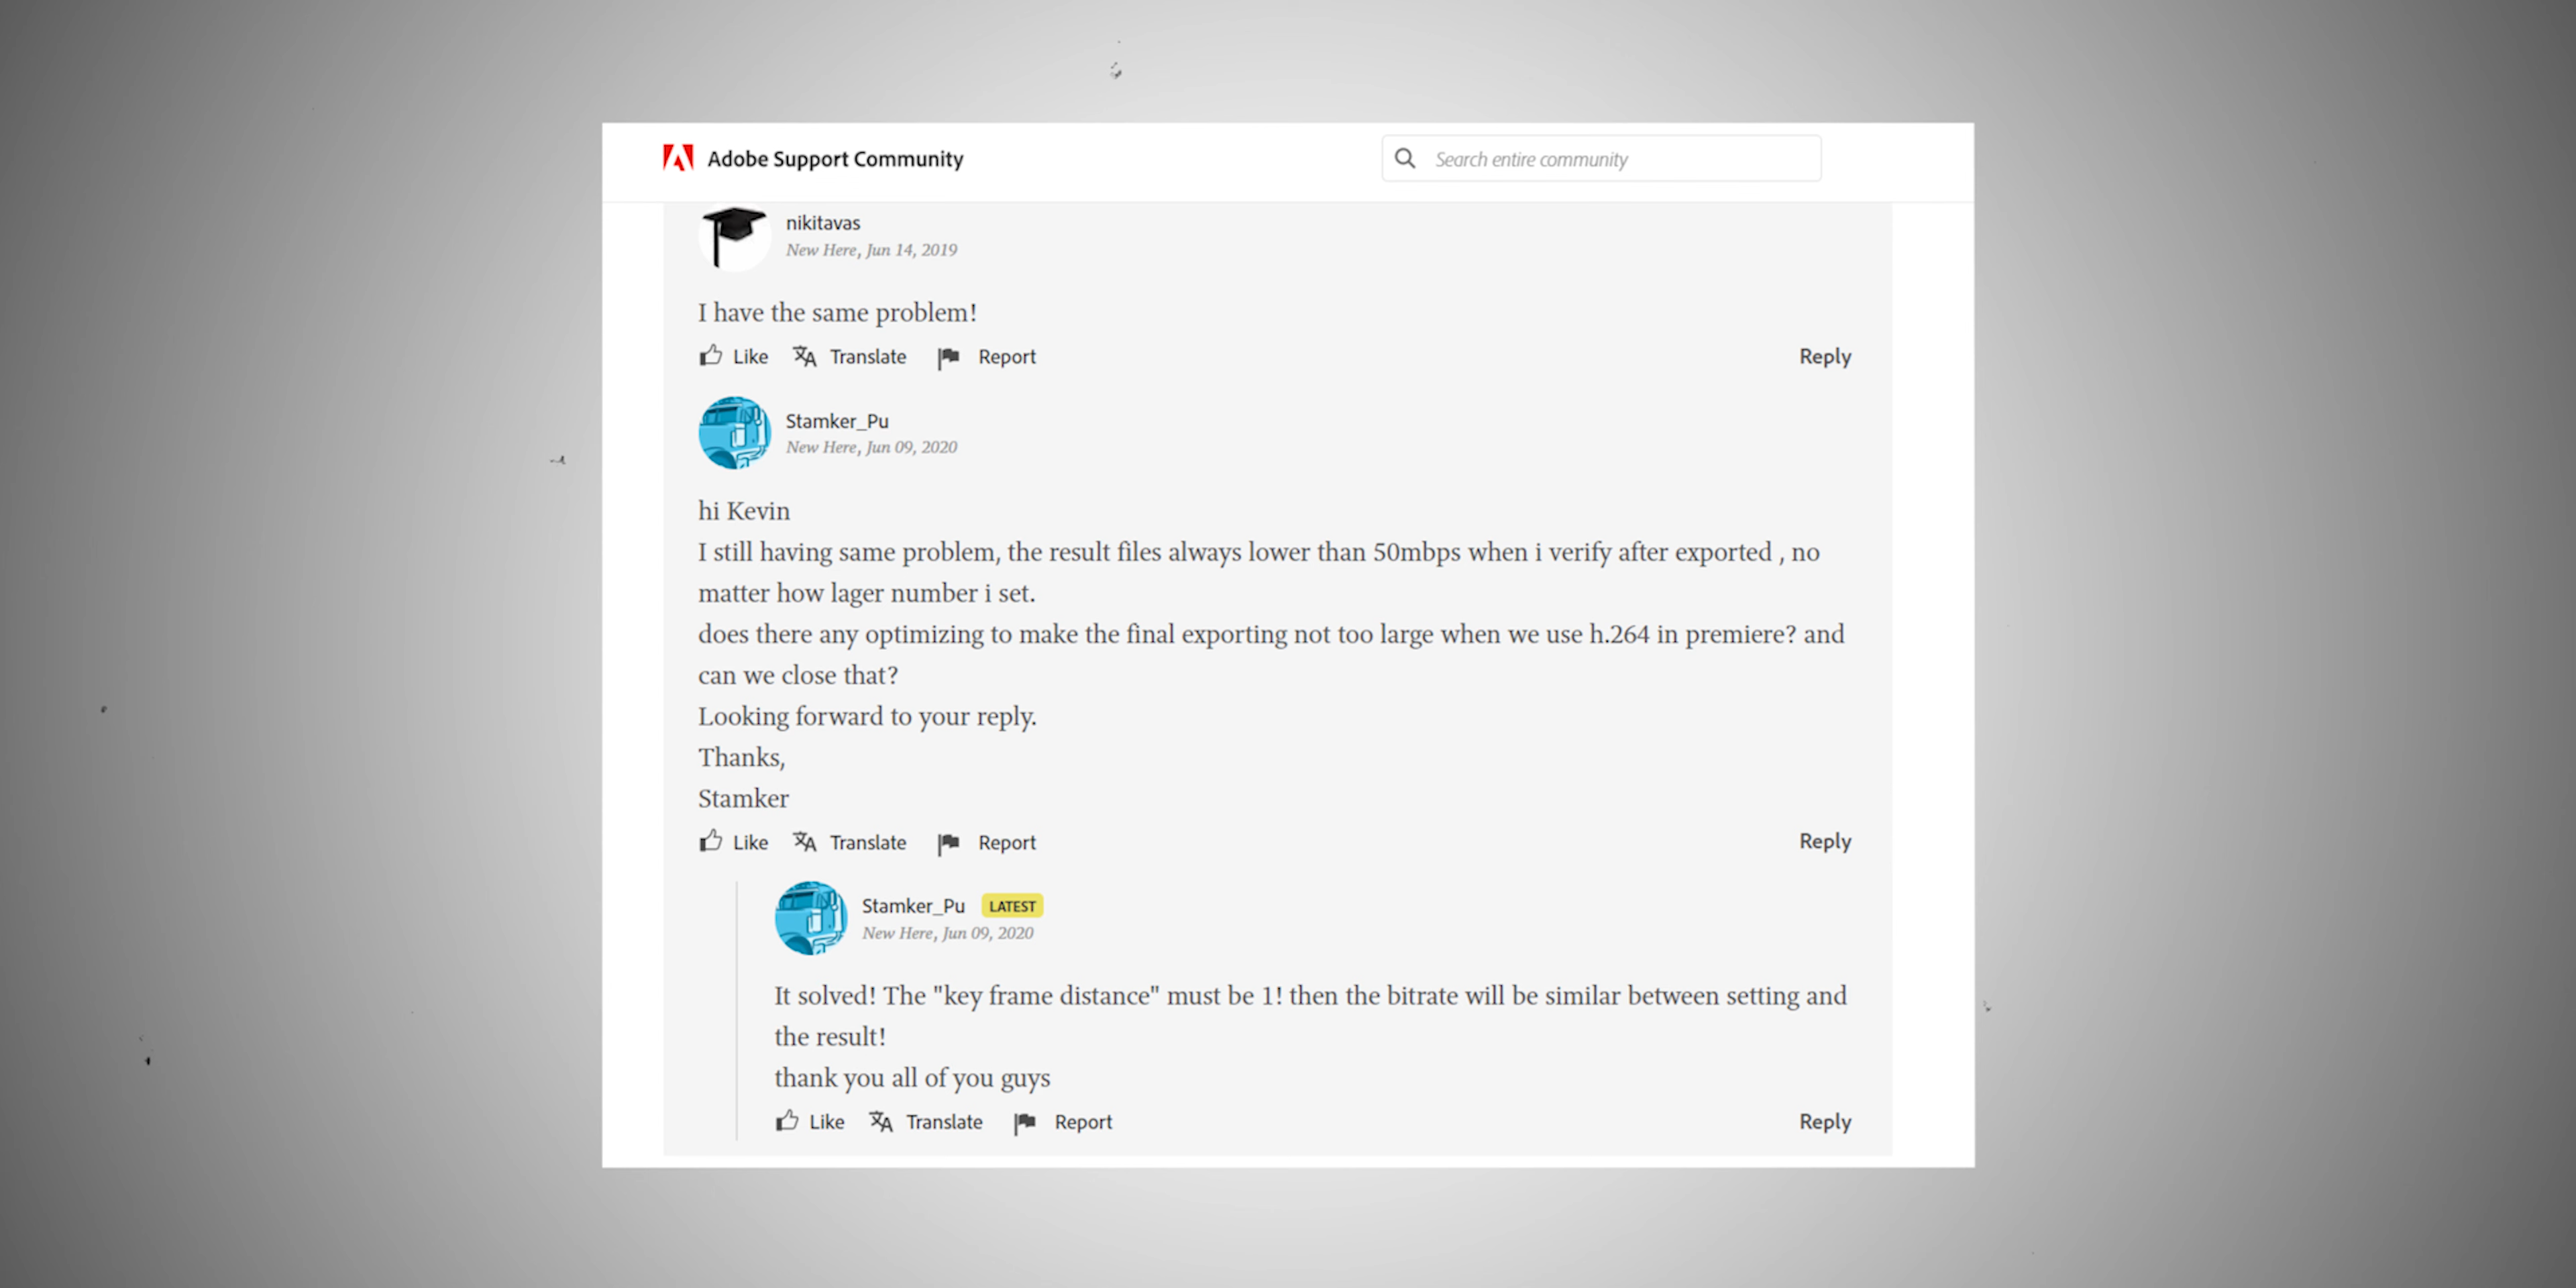 Adobe Support Community
Search entire community
nikitavas
New Here, Jun 14, 2019
I have the same problem!
Like Translate Report Reply
Stamker_Pu
New Here, Jun 09, 2020
hi Kevin
I still having same problem, the result files always lower than 50mbps when i verify after exported , no
matter how lager number i set.
does there any optimizing to make the final exporting not too large when we use h.264 in premiere? and
can we close that?
Looking forward to your reply.
Thanks,
Stamker
Like Translate Report Reply
Stamker_Pu LATEST
New Here, Jun 09, 2020
It solved! The "key frame distance" must be 1! then the bitrate will be similar between setting and
the result!
thank you all of you guys
Like Translate Report Reply